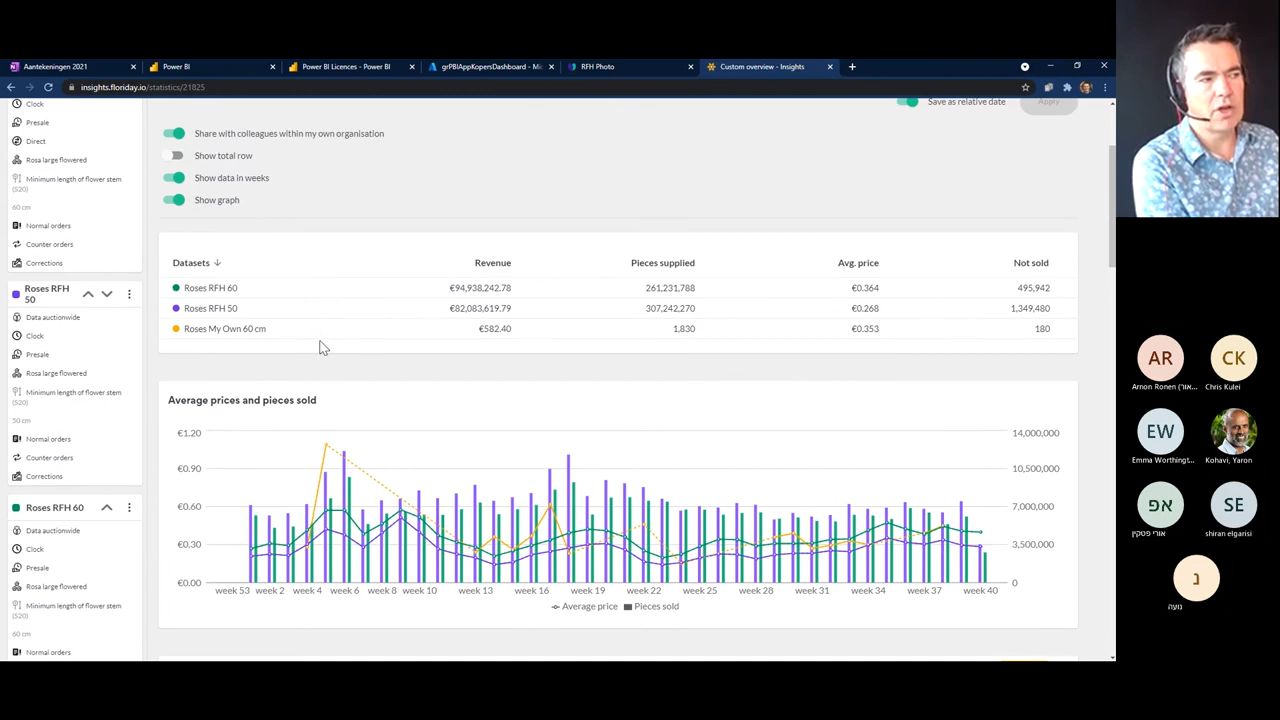 Aantekeningen 2021
Power BI
Power BI Licences - Power BI
grPBIAppKopersDashboard - Mic
RFH Photo
Custom overview - Insights
insights.floriday.io/statistics/21825
Clock
Presale
Direct
Rosa large flowered
Minimum length of flower stem
(S20)
60 cm
Normal orders
Counter orders
Corrections
Roses RFH
50
Data auctionwide
Clock
Presale
Rosa large flowered
Minimum length of flower stem
(S20)
50 cm
Normal orders
Counter orders
Corrections
Roses RFH 60
Data auctionwide
Clock
Presale
Rosa large flowered
Minimum length of flower stem
(S20)
60 cm
Normal orders
Save as relative date
Apply
Share with colleagues within my own organisation
Show total row
Show data in weeks
Show graph
Datasets Revenue Pieces supplied Avg. price Not sold
Roses RFH 60 €94,938,242.78 261,231,788 €0.364 495,942
Roses RFH 50 €82,083,619.79 307,242,270 €0.268 1,349,480
Roses My Own 60 cm €582.40 1,830 €0.353 180
Average prices and pieces sold
€1.20 14,000,000
€0.90 10,500,000
€0.60 7,000,000
€0.30 3,500,000
€0.00 0
week 53 week 2 week 4 week 6 week 8 week 10 week 13 week 16 week 19 week 22 week 25 week 28 week 31 week 34 week 37 week 40
Average price Pieces sold
AR
CK
Arnon Ronen (אור... Chris Kulei
EW
Emma Worthingt... Kohavi, Yaron
אפ
SE
אורי פטקין shiran elgarisi
נ
נועה